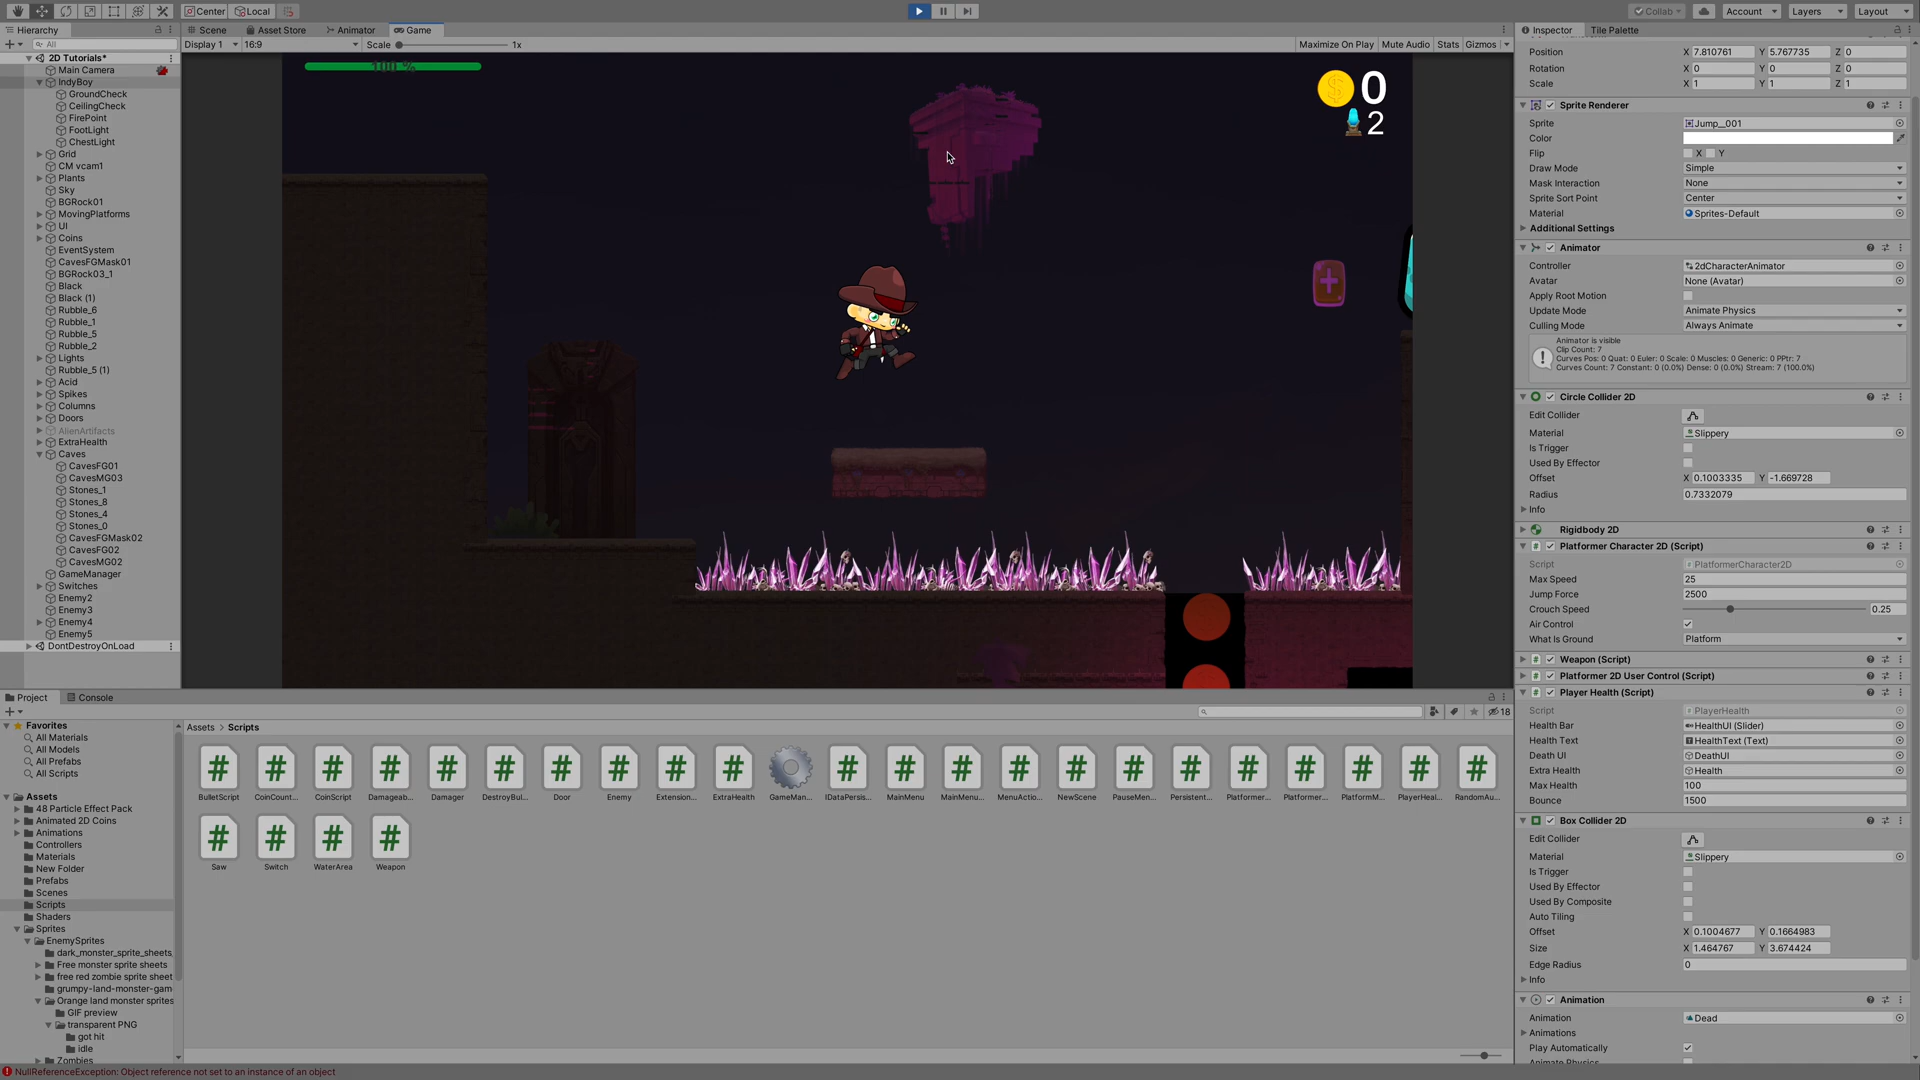 Center
Local
Collab
Account
Layers
Layout
Hierarchy
All
2D Tutorials*
Main Camera
IndyBoy
GroundCheck
CeilingCheck
FirePoint
FootLight
ChestLight
Grid
CM vcam1
Plants
Sky
BGRock01
MovingPlatforms
UI
Coins
EventSystem
CavesFGMask01
BGRock03_1
Black
Black (1)
Rubble_6
Rubble_1
Rubble_5
Rubble_2
Lights
Rubble_5 (1)
Acid
Spikes
Columns
Doors
AlienArtifacts
ExtraHealth
Caves
CavesFG01
CavesMG03
Stones_1
Stones_8
Stones_4
Stones_0
CavesFGMask02
CavesFG02
CavesMG02
GameManager
Switches
Enemy2
Enemy3
Enemy4
Enemy5
DontDestroyOnLoad
Scene
Asset Store
Animator
Game
Display 1
16:9
Scale
1x
Maximize On Play
Mute Audio
Stats
Gizmos
100 %
0
2
Inspector
Tile Palette
Position X 7.810761 Y 5.767735 Z 0
Rotation X 0 Y 0 Z 0
Scale X 1 Y 1 Z 1
Sprite Renderer
Sprite Jump__001
Color
Flip X Y
Draw Mode Simple
Mask Interaction None
Sprite Sort Point Center
Material Sprites-Default
Additional Settings
Animator
Controller 2dCharacterAnimator
Avatar None (Avatar)
Apply Root Motion
Update Mode Animate Physics
Culling Mode Always Animate
Animator is visible
Clip Count: 7
Curves Pos: 0 Quat: 0 Euler: 0 Scale: 0 Muscles: 0 Generic: 0 PPtr: 7
Curves Count: 7 Constant: 0 (0.0%) Dense: 0 (0.0%) Stream: 7 (100.0%)
Circle Collider 2D
Edit Collider
Material Slippery
Is Trigger
Used By Effector
Offset X 0.1003335 Y -1.669728
Radius 0.7332079
Info
Rigidbody 2D
Platformer Character 2D (Script)
Script PlatformerCharacter2D
Max Speed 25
Jump Force 2500
Crouch Speed 0.25
Air Control
What Is Ground Platform
Weapon (Script)
Platformer 2D User Control (Script)
Player Health (Script)
Script PlayerHealth
Health Bar HealthUI (Slider)
Health Text HealthText (Text)
Death UI DeathUI
Extra Health Health
Max Health 100
Bounce 1500
Box Collider 2D
Edit Collider
Material Slippery
Is Trigger
Used By Effector
Used By Composite
Auto Tiling
Offset X 0.1004677 Y 0.1664983
Size X 1.464767 Y 3.674424
Edge Radius 0
Info
Animation
Animation Dead
Animations
Play Automatically
Animate Physics
Project
Console
18
Favorites
All Materials
All Models
All Prefabs
All Scripts
Assets
48 Particle Effect Pack
Animated 2D Coins
Animations
Controllers
Materials
New Folder
Prefabs
Scenes
Scripts
Shaders
Sprites
EnemySprites
dark_monster_sprite_sheets
Free monster sprite sheets
free red zombie sprite sheet
grumpy-land-monster-gam
Orange land monster sprites
GIF preview
transparent PNG
got hit
idle
Zombies
Assets > Scripts
BulletScript
CoinCount...
CoinScript
Damageab...
Damager
DestroyBul...
Door
Enemy
Extension...
ExtraHealth
GameMan...
IDataPersis...
MainMenu
MainMenu...
MenuActio...
NewScene
PauseMen...
Persistent...
Platformer...
Platformer...
PlatformM...
PlayerHeal...
RandomAu...
Saw
Switch
WaterArea
Weapon
NullReferenceException: Object reference not set to an instance of an object